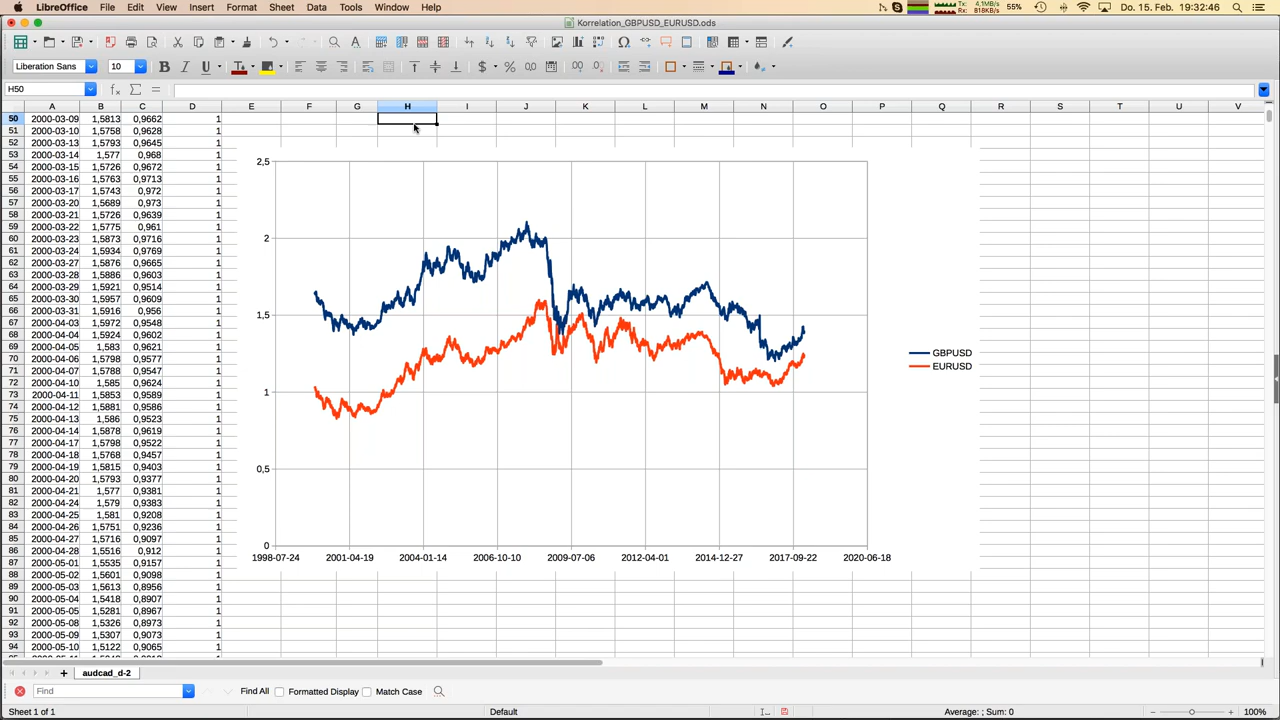 LibreOffice File Edit View Insert Format Sheet Data Tools Window Help 4.1MB/s Tx: Rx: 818KB/s 55% Do. 15. Feb. 19:32:46
Korrelation_GBPUSD_EURUSD.ods
Liberation Sans 10
H50
A B C D E F G H I J K L M N O P Q R S T U V
50 2000-03-09 1,5813 0,9662 1
51 2000-03-10 1,5758 0,9628 1
52 2000-03-13 1,5793 0,9645 1
53 2000-03-14 1,577 0,968 1
54 2000-03-15 1,5726 0,9672 1
55 2000-03-16 1,5763 0,9713 1
56 2000-03-17 1,5743 0,972 1
57 2000-03-20 1,5689 0,973 1
58 2000-03-21 1,5726 0,9639 1
59 2000-03-22 1,5775 0,961 1
60 2000-03-23 1,5873 0,9716 1
61 2000-03-24 1,5934 0,9769 1
62 2000-03-27 1,5876 0,9665 1
63 2000-03-28 1,5886 0,9603 1
64 2000-03-29 1,5921 0,9514 1
65 2000-03-30 1,5957 0,9609 1
66 2000-03-31 1,5916 0,956 1
67 2000-04-03 1,5972 0,9548 1
68 2000-04-04 1,5924 0,9602 1
69 2000-04-05 1,583 0,9621 1
70 2000-04-06 1,5798 0,9577 1
71 2000-04-07 1,5788 0,9547 1
72 2000-04-10 1,585 0,9624 1
73 2000-04-11 1,5853 0,9589 1
74 2000-04-12 1,5881 0,9586 1
75 2000-04-13 1,586 0,9523 1
76 2000-04-14 1,5878 0,9619 1
77 2000-04-17 1,5798 0,9522 1
78 2000-04-18 1,5768 0,9457 1
79 2000-04-19 1,5815 0,9403 1
80 2000-04-20 1,5793 0,9377 1
81 2000-04-21 1,577 0,9381 1
82 2000-04-24 1,579 0,9383 1
83 2000-04-25 1,581 0,9208 1
84 2000-04-26 1,5751 0,9236 1
85 2000-04-27 1,5716 0,9097 1
86 2000-04-28 1,5516 0,912 1
87 2000-05-01 1,5535 0,9157 1
88 2000-05-02 1,5601 0,9098 1
89 2000-05-03 1,5613 0,8956 1
90 2000-05-04 1,5418 0,8907 1
91 2000-05-05 1,5281 0,8967 1
92 2000-05-08 1,5326 0,8973 1
93 2000-05-09 1,5307 0,9073 1
94 2000-05-10 1,5122 0,9065 1
2,5
2
1,5
1
0,5
0
1998-07-24 2001-04-19 2004-01-14 2006-10-10 2009-07-06 2012-04-01 2014-12-27 2017-09-22 2020-06-18
GBPUSD
EURUSD
audcad_d-2
Find Find All Formatted Display Match Case
Sheet 1 of 1 Default Average: ; Sum: 0 100%